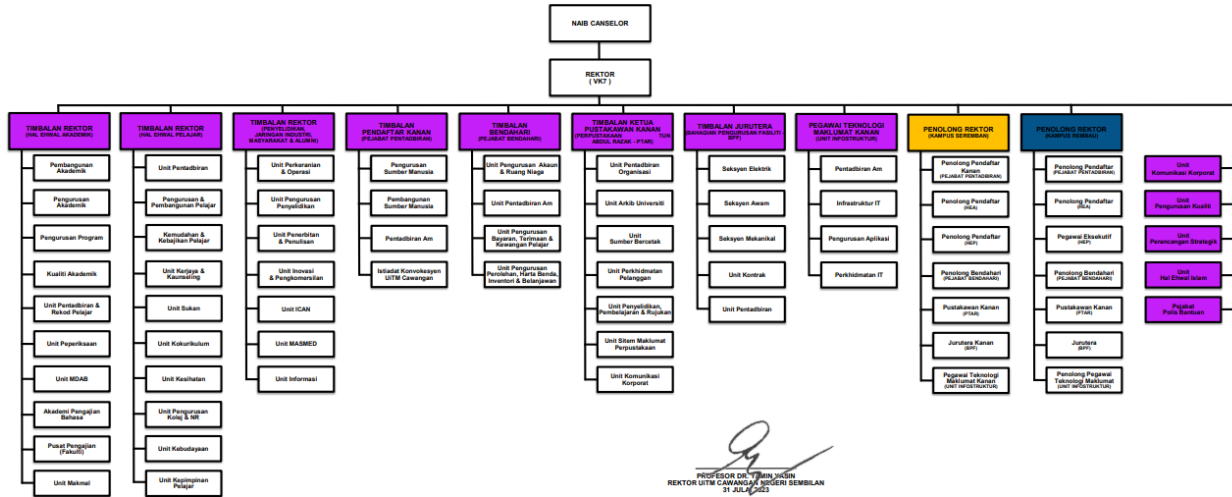 NAIB CANSELOR
REKTOR
( VK7 )
TIMBALAN REKTOR
(HAL EHWAL AKADEMIK)
Pembangunan
Akademik
Pengurusan
Akademik
Pengurusan Program
Kualiti Akademik
Unit Pentadbiran &
Rekod Pelajar
Unit Peperiksaan
Unit MDAB
Akademi Pengajian
Bahasa
Pusat Pengajian
(Fakulti)
Unit Makmal
TIMBALAN REKTOR
(HAL EHWAL PELAJAR)
Unit Pentadbiran
Pengurusan &
Pembangunan Pelajar
Kemudahan &
Kebajikan Pelajar
Unit Kerjaya &
Kaunseling
Unit Sukan
Unit Kokurikulum
Unit Kesihatan
Unit Pengurusan
Kolej & NR
Unit Kebudayaan
Unit Kepimpinan
Pelajar
TIMBALAN REKTOR
(PENYELIDIKAN,
JARINGAN INDUSTRI,
MASYARAKAT & ALUMNI)
Unit Perkeranian
& Operasi
Unit Pengurusan
Penyelidikan
Unit Penerbitan
& Penulisan
Unit Inovasi
& Pengkomersilan
Unit ICAN
Unit MASMED
Unit Informasi
TIMBALAN
PENDAFTAR KANAN
(PEJABAT PENTADBIRAN)
Pengurusan
Sumber Manusia
Pembangunan
Sumber Manusia
Pentadbiran Am
Istiadat Konvokesyen
UiTM Cawangan
TIMBALAN
BENDAHARI
(PEJABAT BENDAHARI)
Unit Pengurusan Akaun
& Ruang Niaga
Unit Pentadbiran Am
Unit Pengurusan
Bayaran, Terimaan &
Kewangan Pelajar
Unit Pengurusan
Perolehan, Harta Benda,
Inventori & Belanjawan
TIMBALAN KETUA
PUSTAKAWAN KANAN
(PERPUSTAKAAN TUN
ABDUL RAZAK - PTAR)
Unit Pentadbiran
Organisasi
Unit Arkib Universiti
Unit
Sumber Bercetak
Unit Perkhidmatan
Pelanggan
Unit Penyelidikan,
Pembelajaran & Rujukan
Unit Sitem Maklumat
Perpustakaan
Unit Komunikasi
Korporat
TIMBALAN JURUTERA
(BAHAGIAN PENGURUSAN FASILITI -
BPF)
Seksyen Elektrik
Seksyen Awam
Seksyen Mekanikal
Unit Kontrak
Unit Pentadbiran
PEGAWAI TEKNOLOGI
MAKLUMAT KANAN
(UNIT INFOSTRUKTUR)
Pentadbiran Am
Infrastruktur IT
Pengurusan Aplikasi
Perkhidmatan IT
PENOLONG REKTOR
(KAMPUS SEREMBAN)
Penolong Pendaftar
Kanan
(PEJABAT PENTADBIRAN)
Penolong Pendaftar
(HEA)
Penolong Pendaftar
(HEP)
Penolong Bendahari
(PEJABAT BENDAHARI)
Pustakawan Kanan
(PTAR)
Jurutera Kanan
(BPF)
Pegawai Teknologi
Maklumat Kanan
(UNIT INFOSTRUKTUR)
PENOLONG REKTOR
(KAMPUS REMBAU)
Penolong Pendaftar
(PEJABAT PENTADBIRAN)
Penolong Pendaftar
(HEA)
Pegawai Eksekutif
(HEP)
Penolong Bendahari
(PEJABAT BENDAHARI)
Pustakawan Kanan
(PTAR)
Jurutera
(BPF)
Penolong Pegawai
Teknologi Maklumat
(UNIT INFOSTRUKTUR)
Unit
Komunikasi Korporat
Unit
Pengurusan Kualiti
Unit
Perancangan Strategik
Unit
Hal Ehwal Islam
Pejabat
Polis Bantuan
PROFESOR DR. YAMIN YASIN
REKTOR UITM CAWANGAN NEGERI SEMBILAN
31 JULAI 2023